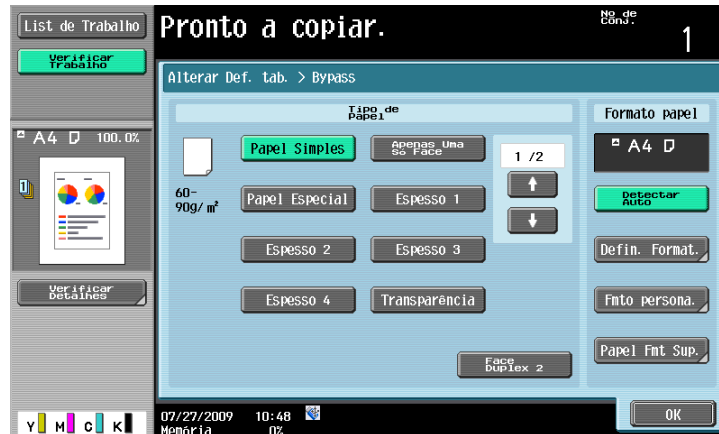 List de Trabalho
Pronto a copiar.
No de
Conj.
1
Verificar
Trabalho
Alterar Def. tab. > Bypass
Tipo de
Papel
Formato papel
A4 100.0%
1
60-
90g/m²
Papel Simples
Apenas Uma
só Face
1 /2
A4
Papel Especial
Espesso 1
Detectar
Auto
Espesso 2
Espesso 3
Defin. Format.
Verificar
Detalhes
Espesso 4
Transparência
Fmto persona.
Face
Duplex 2
Papel Fmt Sup.
Y M C K
07/27/2009 10:48
Memória 0%
OK